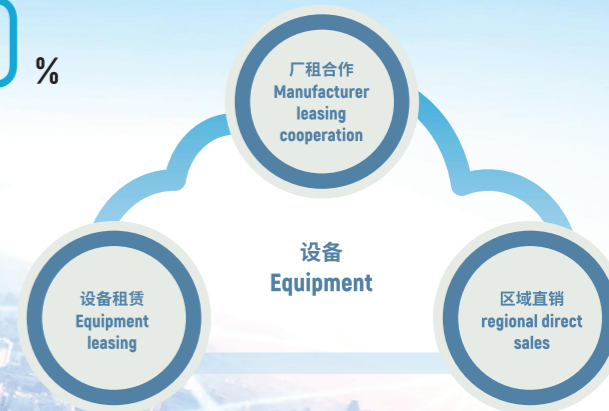 %
厂租合作
Manufacturer
leasing
cooperation
设备
Equipment
设备租赁
Equipment
leasing
区域直销
regional direct
sales